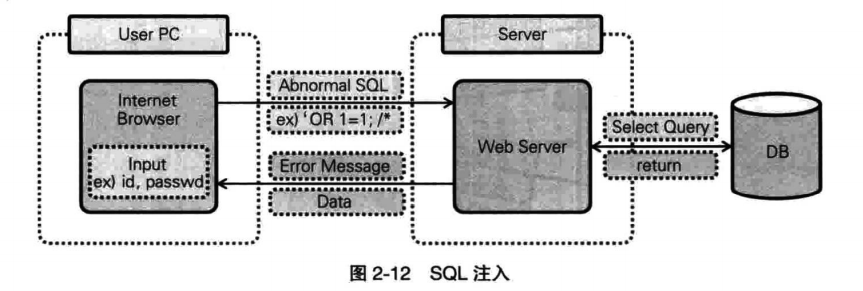 User PC
Server
Internet
Browser
Input
ex) id, passwd
Abnormal SQL
ex) ‘OR 1=1; /*
Error Message
Data
Web Server
Select Query
return
DB
图 2-12 SQL 注入